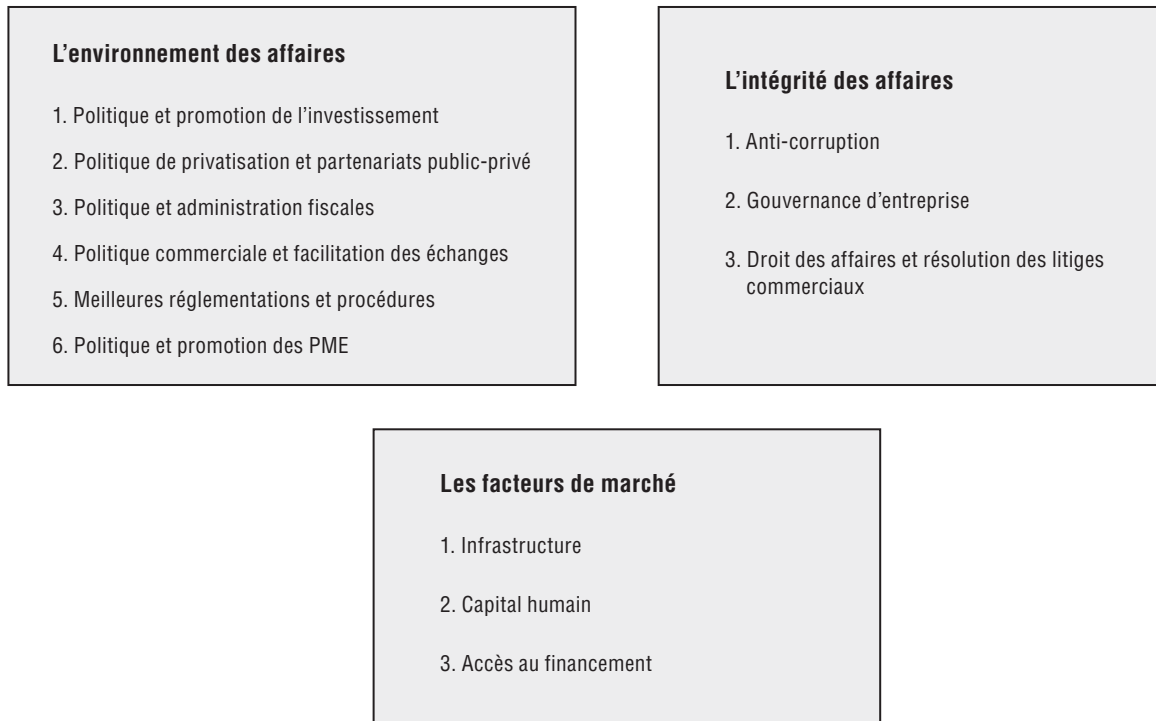 L’environnement des affaires
1. Politique et promotion de l’investissement
2. Politique de privatisation et partenariats public-privé
3. Politique et administration fiscales
4. Politique commerciale et facilitation des échanges
5. Meilleures réglementations et procédures
6. Politique et promotion des PME
L’intégrité des affaires
1. Anti-corruption
2. Gouvernance d’entreprise
3. Droit des affaires et résolution des litiges
commerciaux
Les facteurs de marché
1. Infrastructure
2. Capital humain
3. Accès au financement